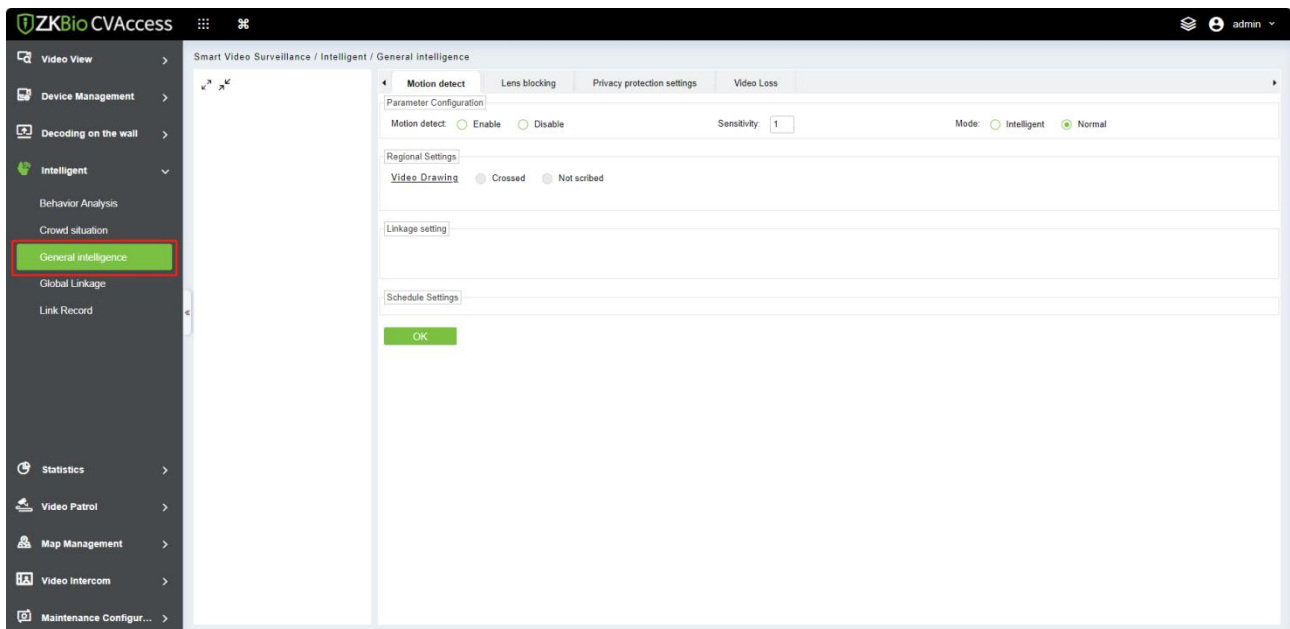 ZKBio CVAccess
admin
Video View
Device Management
Decoding on the wall
Intelligent
Behavior Analysis
Crowd situation
General intelligence
Global Linkage
Link Record
Statistics
Video Patrol
Map Management
Video Intercom
Maintenance Configur...
Smart Video Surveillance / Intelligent / General intelligence
Motion detect Lens blocking Privacy protection settings Video Loss
Parameter Configuration
Motion detect: Enable Disable Sensitivity: 1 Mode: Intelligent Normal
Regional Settings
Video Drawing Crossed Not scribed
Linkage setting
Schedule Settings
OK